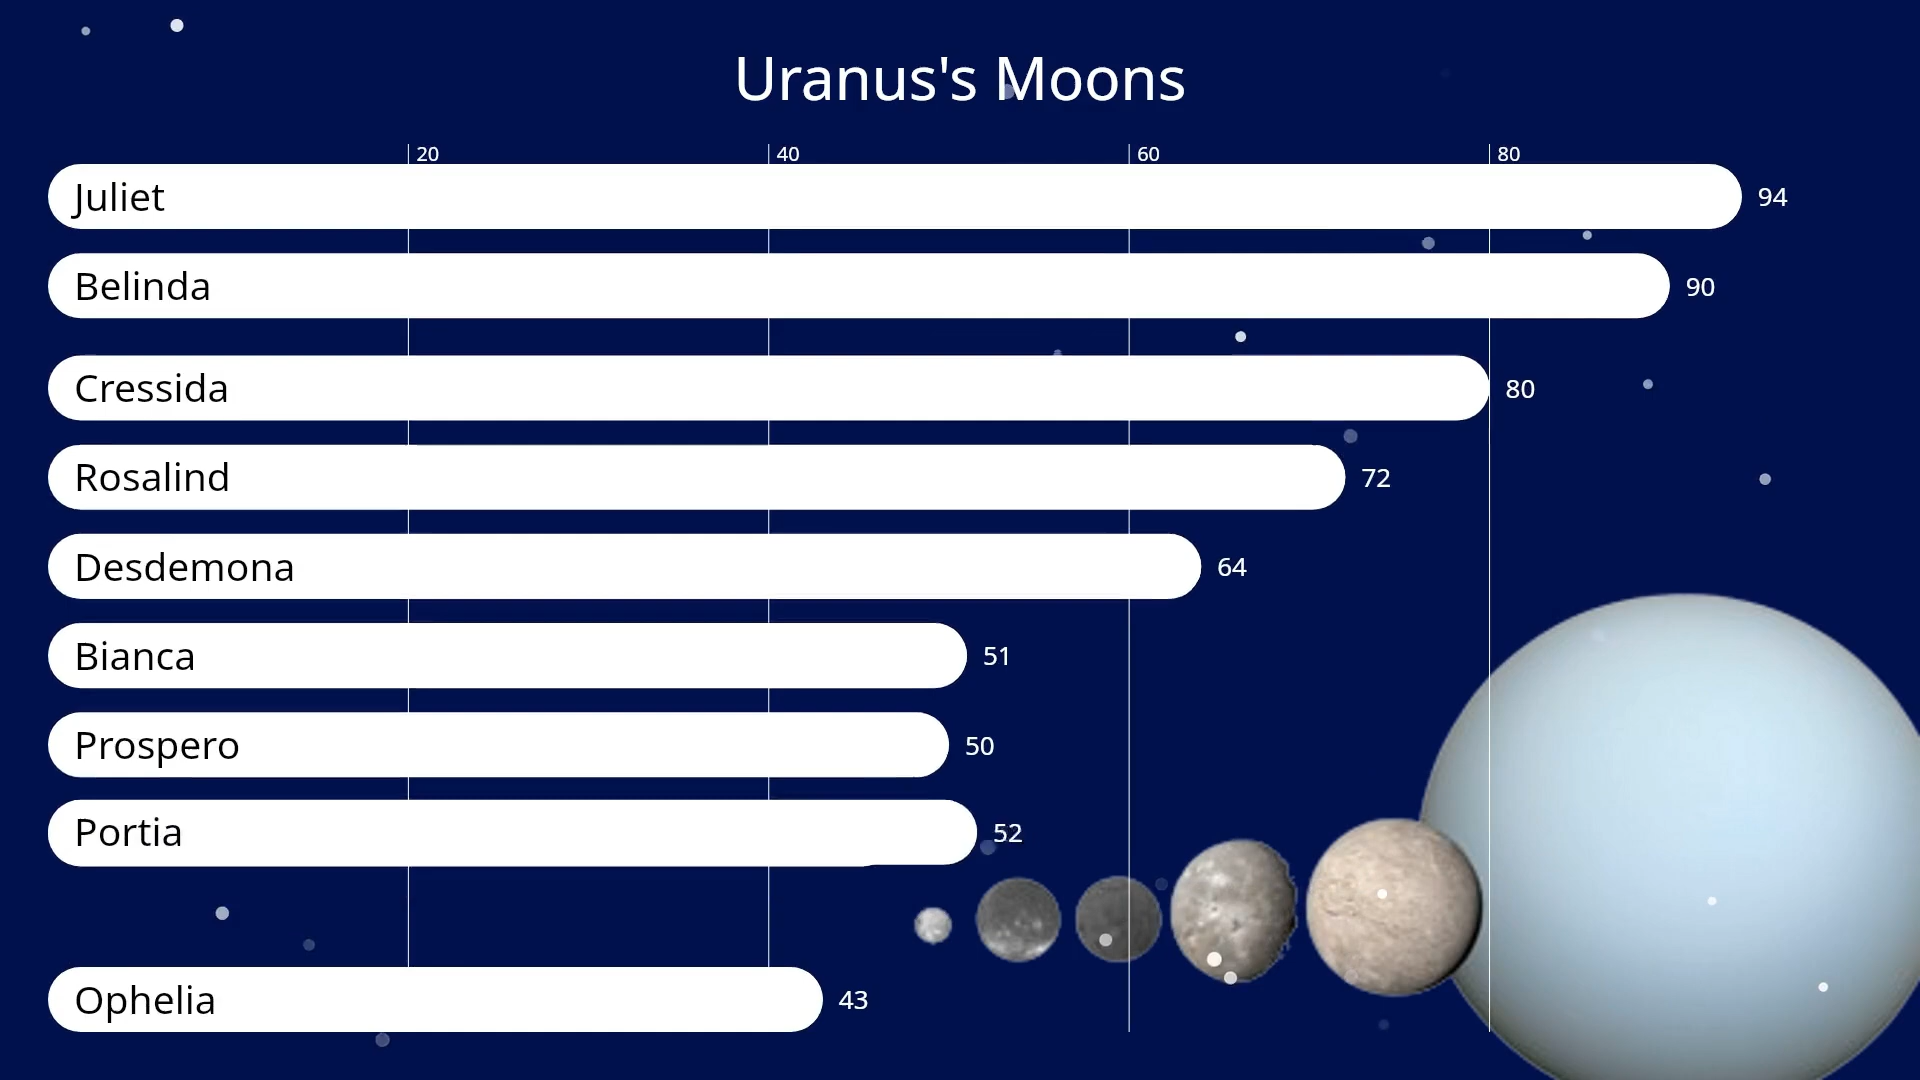 Uranus's Moons
20 40 60 80
Juliet 94
Belinda 90
Cressida 80
Rosalind 72
Desdemona 64
Bianca 51
Prospero 50
Portia 52
Ophelia 43